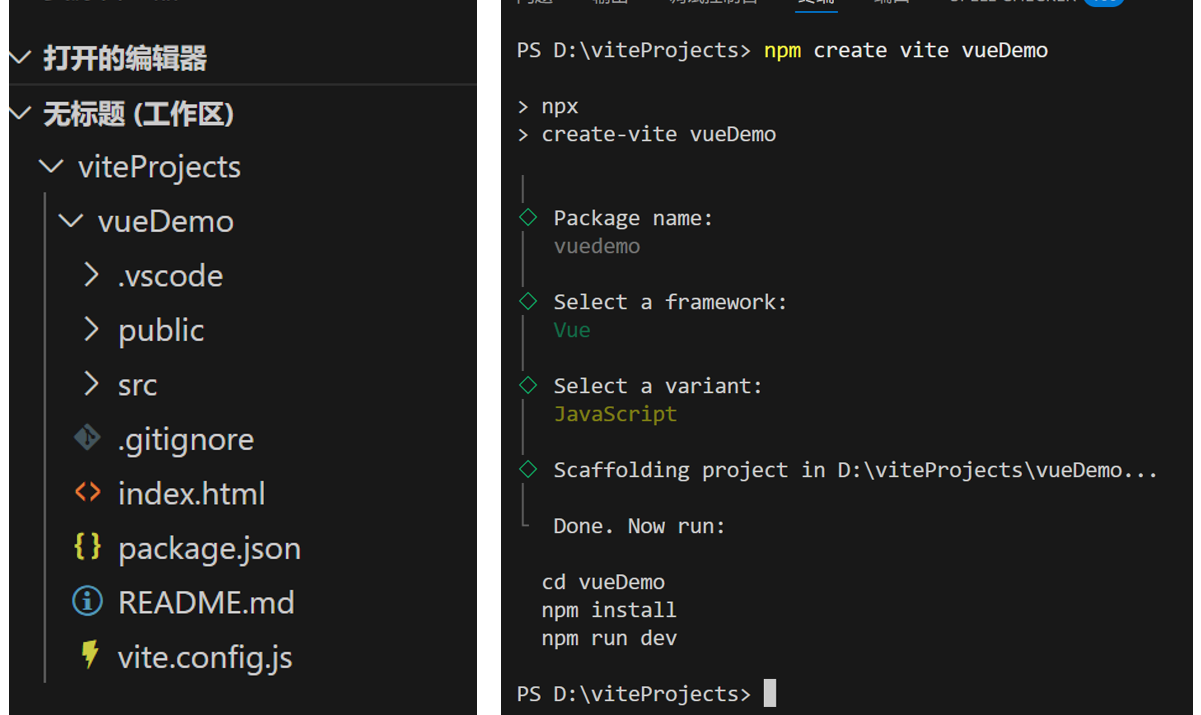 打开的编辑器
无标题 (工作区)
viteProjects
vueDemo
.vscode
public
src
.gitignore
index.html
package.json
README.md
vite.config.js
PS D:\viteProjects> npm create vite vueDemo
> npx
> create-vite vueDemo
Package name:
vuedemo
Select a framework:
Vue
Select a variant:
JavaScript
Scaffolding project in D:\viteProjects\vueDemo...
Done. Now run:
cd vueDemo
npm install
npm run dev
PS D:\viteProjects>